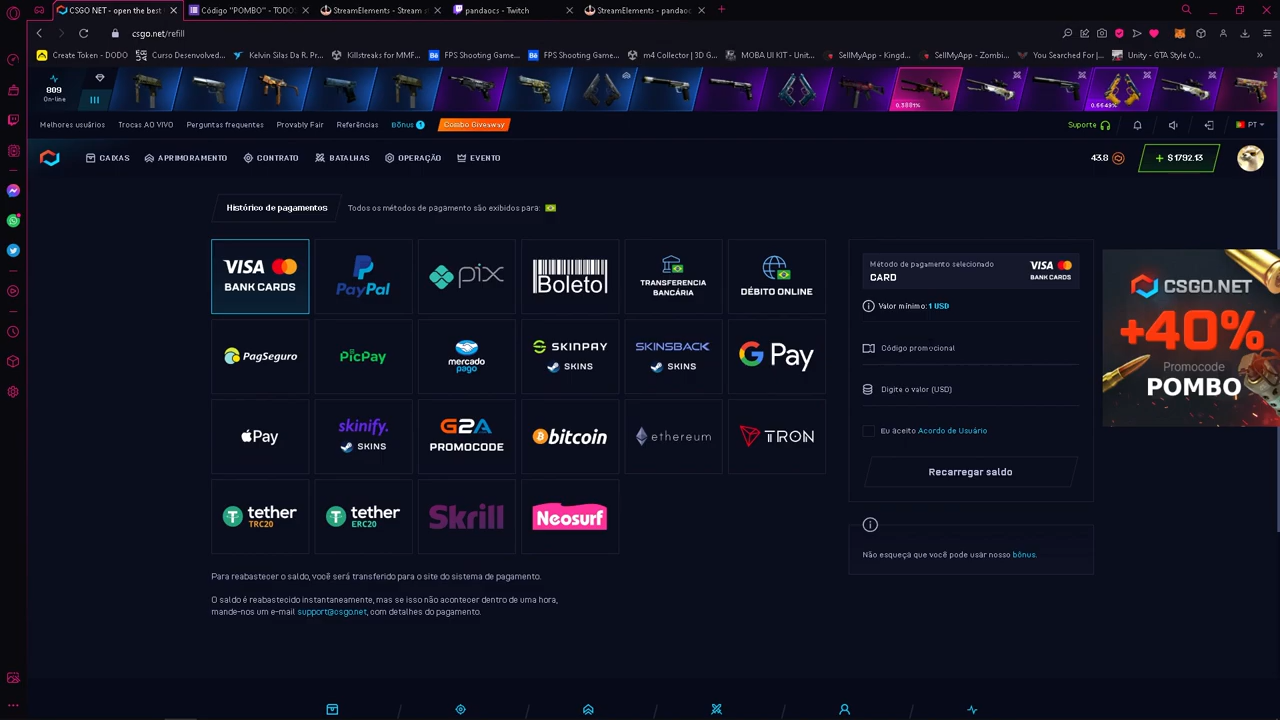 CSGO NET - open the best
Código "POMBO" - TODO
StreamElements - Stream
pandaocs - Twitch
StreamElements - pandaoc
csgo.net/refill
Create Token - DODO
Curso Desenvolved...
Kelvin Silas Da R. Pr...
Killstreaks for MMF...
FPS Shooting Game...
FPS Shooting Game...
m4 Collector | 3D G...
MOBA UI KIT - Unit...
SellMyApp - Kingd...
SellMyApp - Zombi...
You Searched For |...
Unity - GTA Style O...
809
On-line
0.3881%
0.6649%
Melhores usuários
Trocas AO VIVO
Perguntas frequentes
Provably Fair
Referências
Bônus
Combo Giveaway
Suporte
PT
CAIXAS
APRIMORAMENTO
CONTRATO
BATALHAS
OPERAÇÃO
EVENTO
43.8
+ $ 1792.13
Histórico de pagamentos
Todos os métodos de pagamento são exibidos para:
VISA
BANK CARDS
PayPal
pix
Boleto
TRANSFERENCIA
BANCÁRIA
DÉBITO ONLINE
PagSeguro
PicPay
mercado
pago
SKINPAY
SKINS
SKINSBACK
SKINS
G Pay
Pay
skinify.
SKINS
G2A
PROMOCODE
bitcoin
ethereum
TRON
tether
TRC20
tether
ERC20
Skrill
Neosurf
Método de pagamento selecionado
CARD
VISA
BANK CARDS
Valor mínimo: 1 USD
Código promocional
Digite o valor (USD)
Eu aceito Acordo de Usuário
Recarregar saldo
Não esqueça que você pode usar nosso bônus.
CSGO.NET
+40%
Promocode
POMBO
Para reabastecer o saldo, você será transferido para o site do sistema de pagamento.
O saldo é reabastecido instantaneamente, mas se isso não acontecer dentro de uma hora,
mande-nos um e-mail support@csgo.net, com detalhes do pagamento.